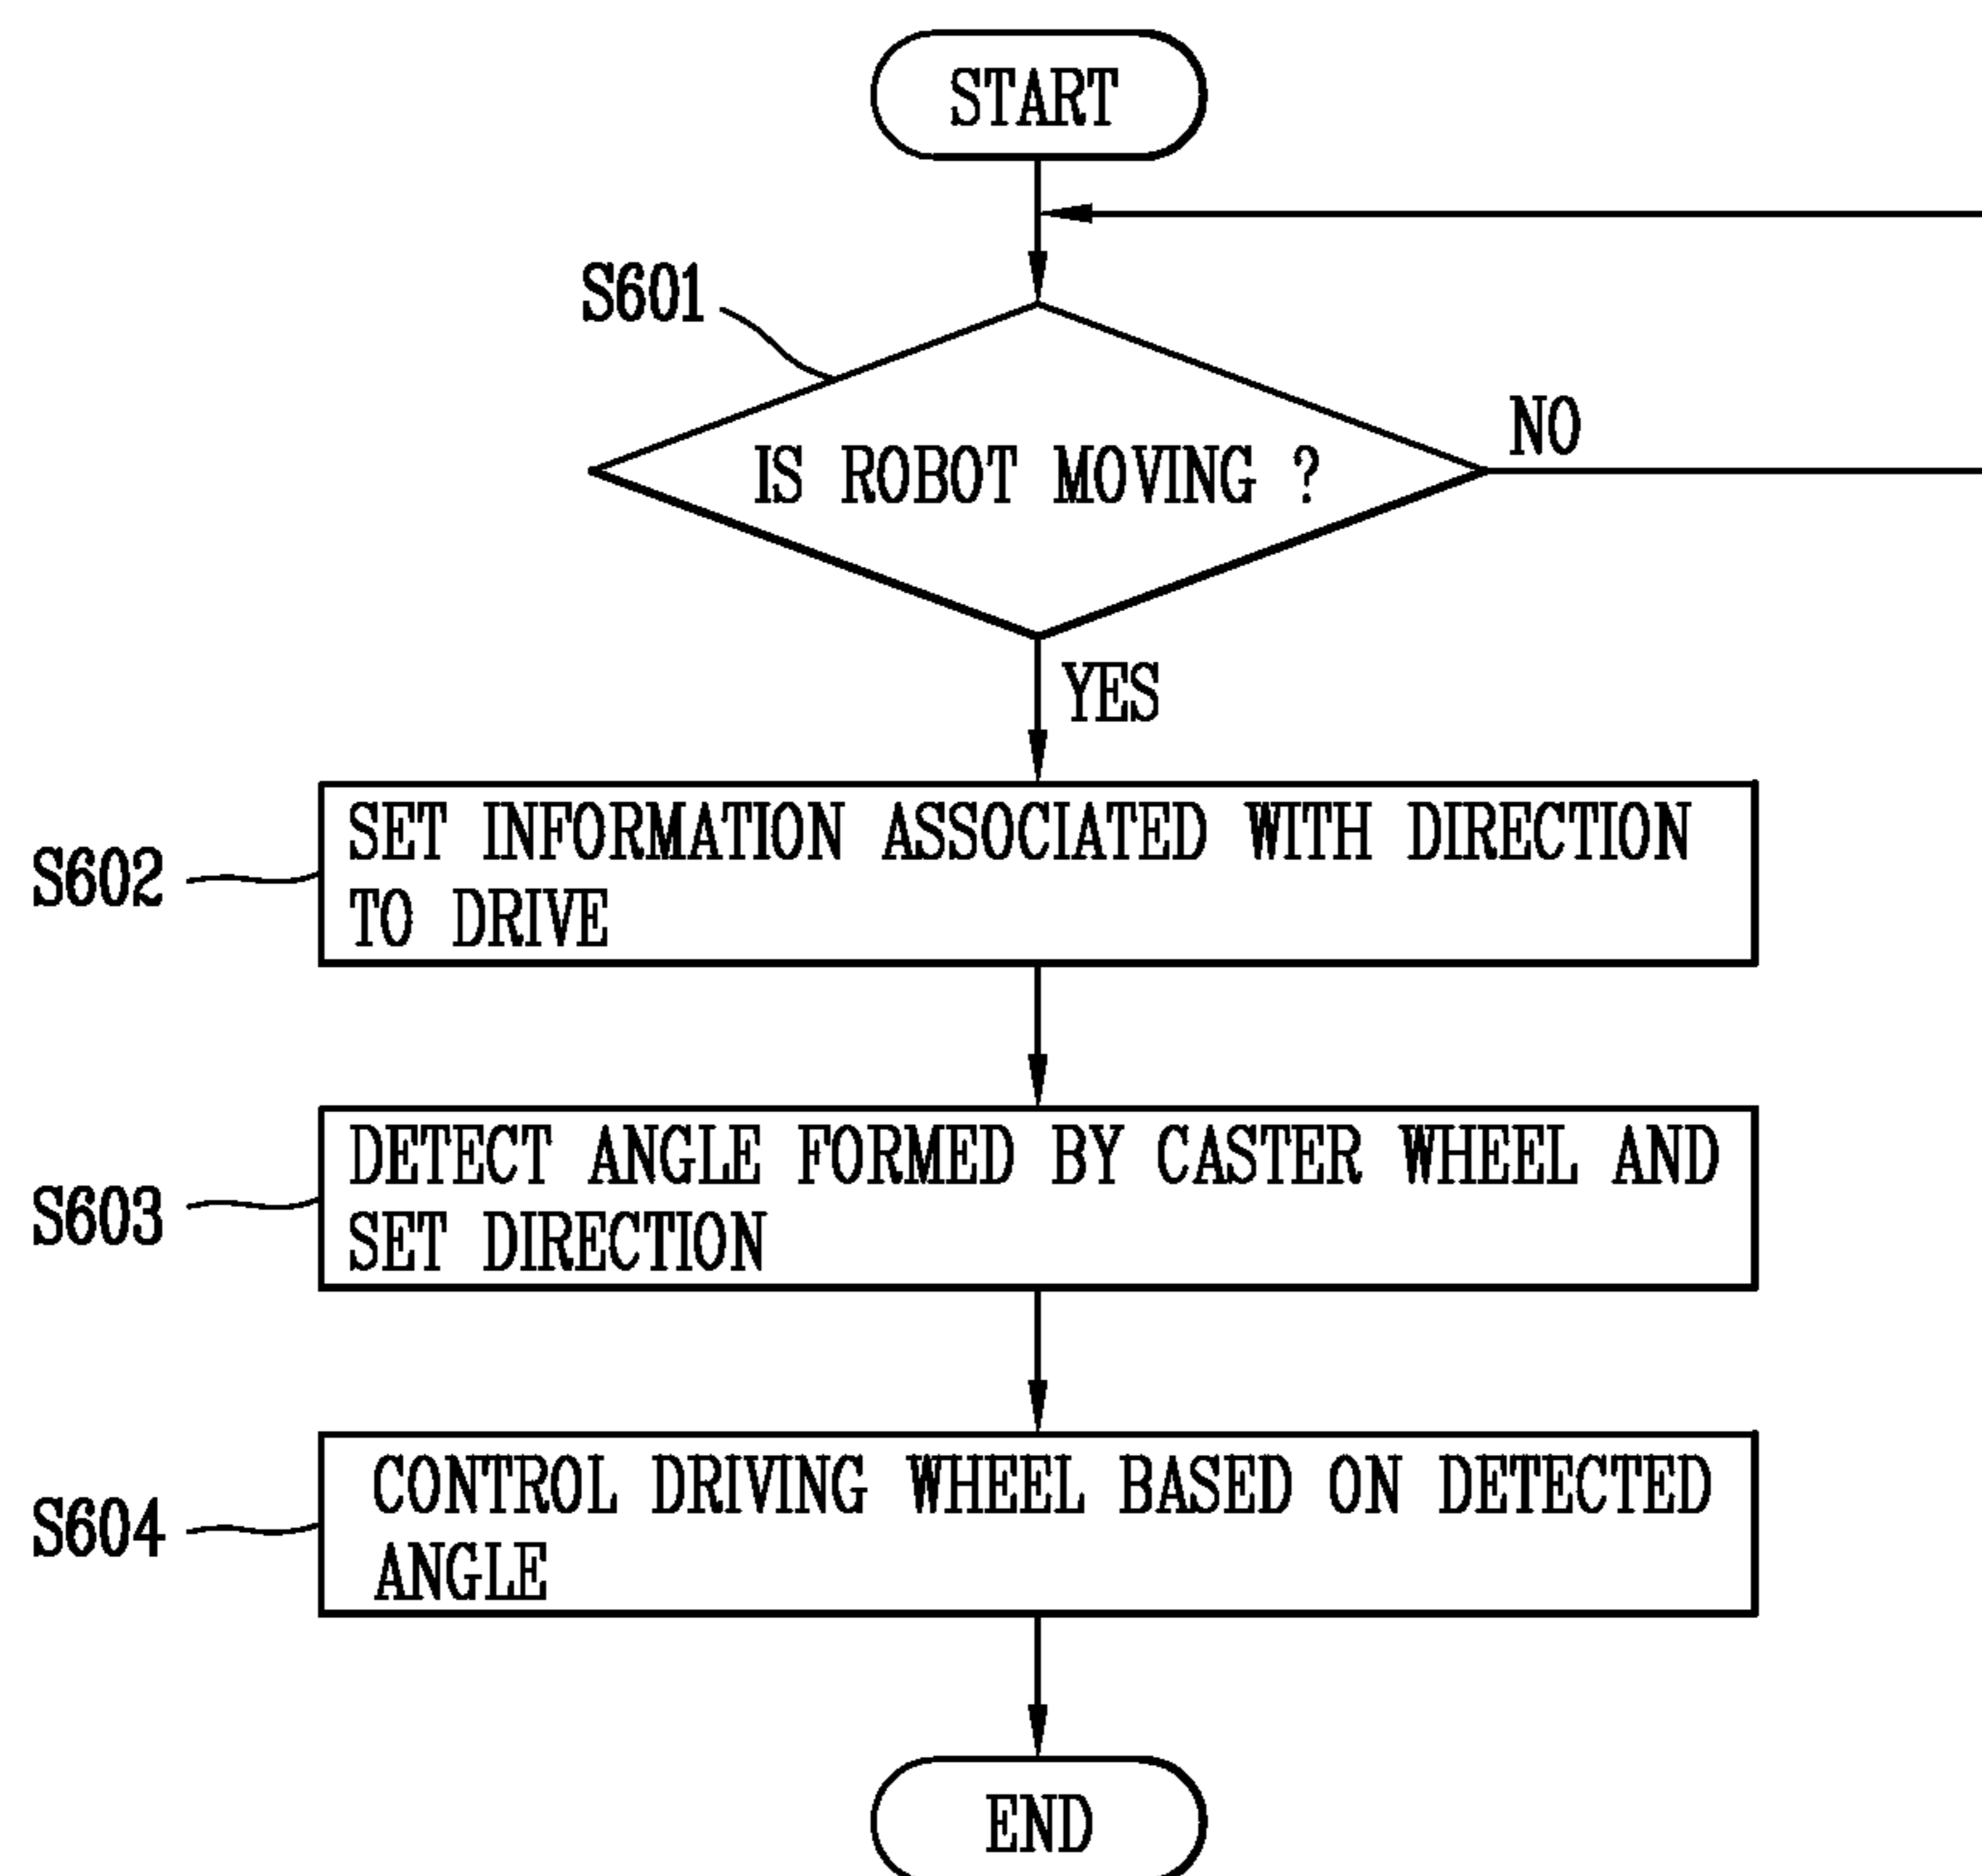 START
S601
IS ROBOT MOVING ?
NO
YES
S602
SET INFORMATION ASSOCIATED WITH DIRECTION
TO DRIVE
S603
DETECT ANGLE FORMED BY CASTER WHEEL AND
SET DIRECTION
S604
CONTROL DRIVING WHEEL BASED ON DETECTED
ANGLE
END